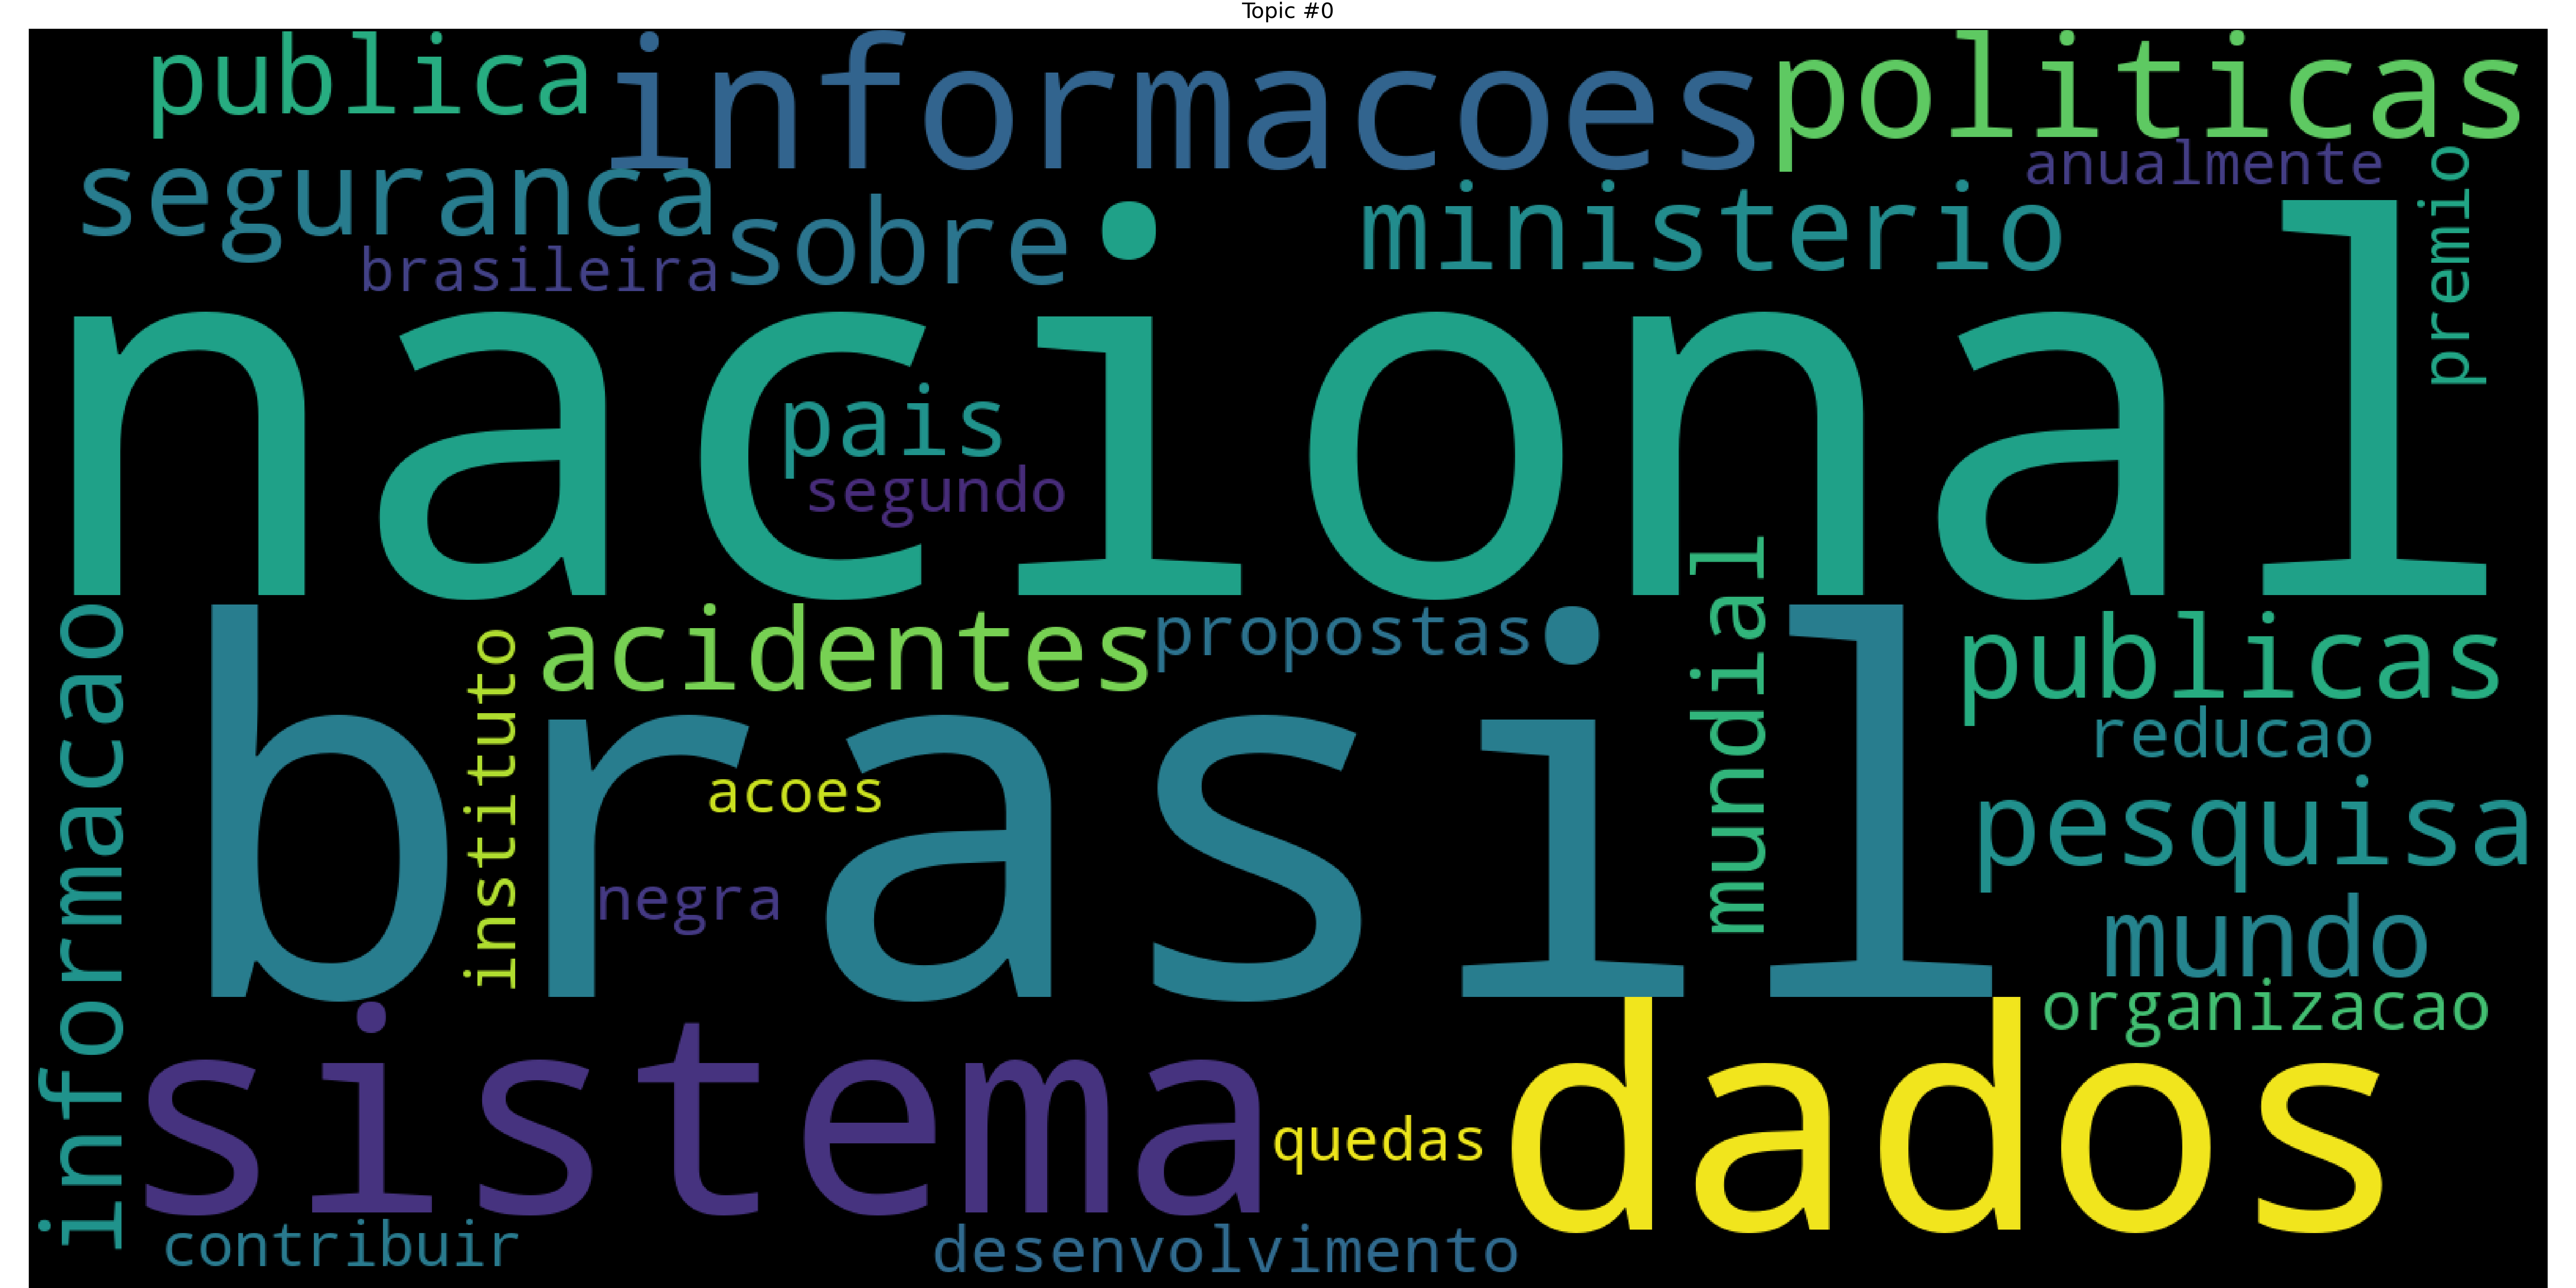 Topic #0
publica
informacoes
politicas
anualmente
seguranca
sobre
ministerio
premio
brasileira
nacional
pais
segundo
informacao
brasil
instituto
acidentes
propostas
mundial
publicas
reducao
acoes
pesquisa
negra
mundo
organizacao
sistema
quedas
dados
contribuir
desenvolvimento